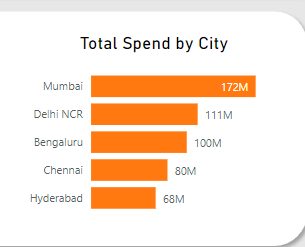 Total Spend by City
Mumbai 172M
Delhi NCR 111M
Bengaluru 100M
Chennai 80M
Hyderabad 68M